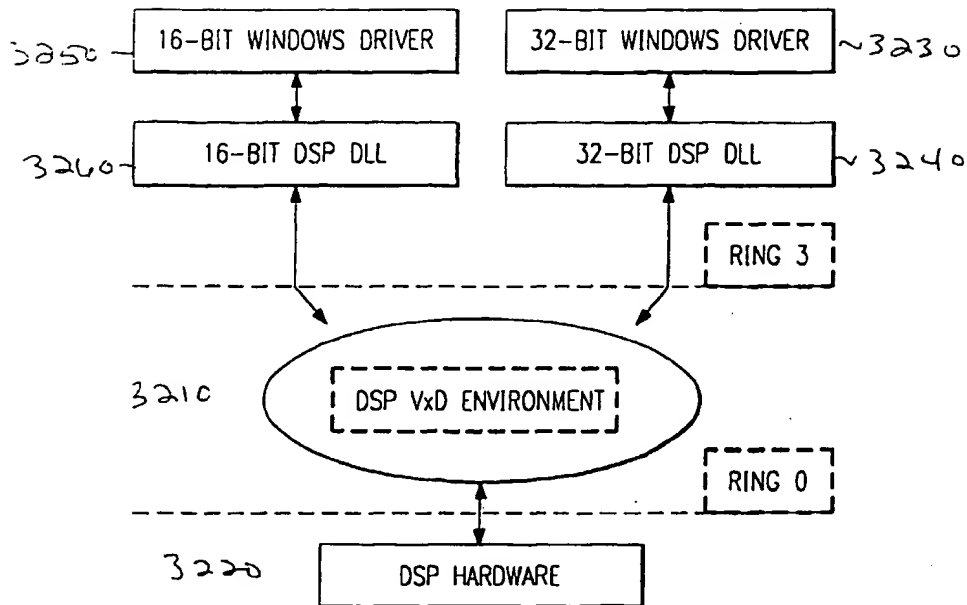 3250 16-BIT WINDOWS DRIVER 32-BIT WINDOWS DRIVER ~3230
3260 16-BIT DSP DLL 32-BIT DSP DLL ~3240
RING 3
3210 DSP VxD ENVIRONMENT
RING 0
3220 DSP HARDWARE